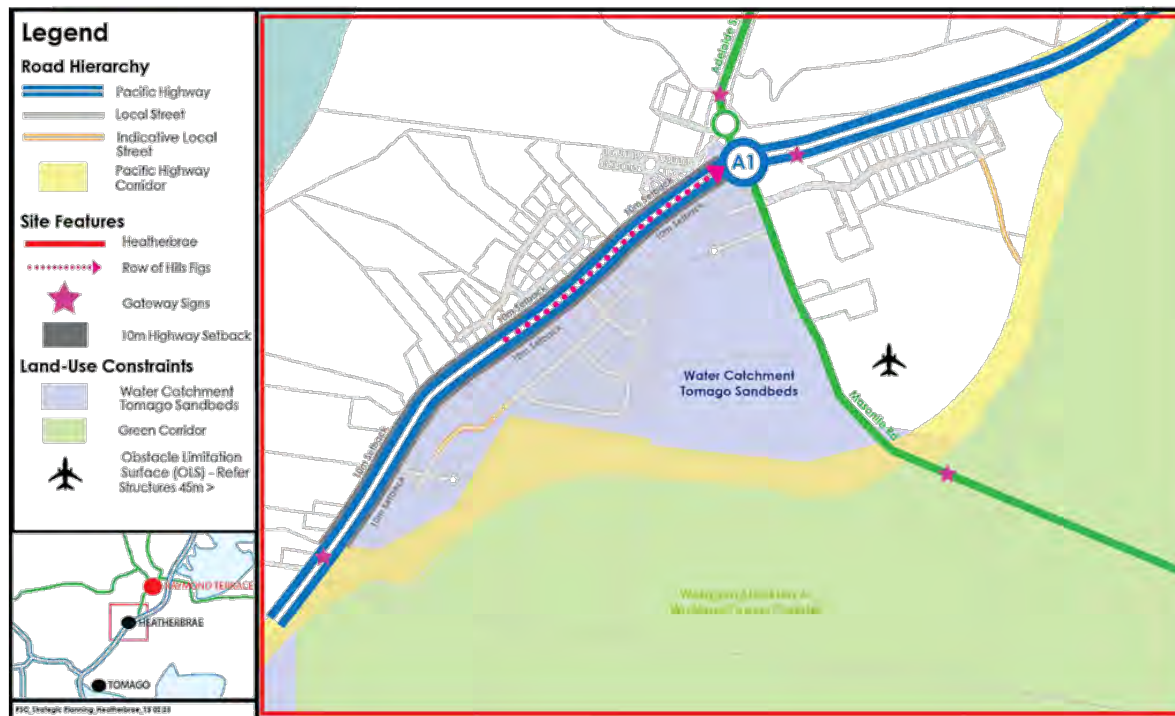 Legend
Road Hierarchy
Pacific Highway
Local Street
Indicative Local
Street
Pacific Highway
Corridor
Site Features
Heatherbrae
Row of Hills Figs
Gateway Signs
10m Highway Setback
Land-Use Constraints
Water Catchment
Tomago Sandbeds
Green Corridor
Obstacle Limitation
Surface (OLS) - Refer
Structures 45m >
RAYMOND TERRACE
HEATHERBRAE
TOMAGO
Adelaide
A1
10m Setback
10m Setback
10m Setback
10m Setback
10m Setback
10m Setback
Water Catchment
Tomago Sandbeds
Masonite Rd